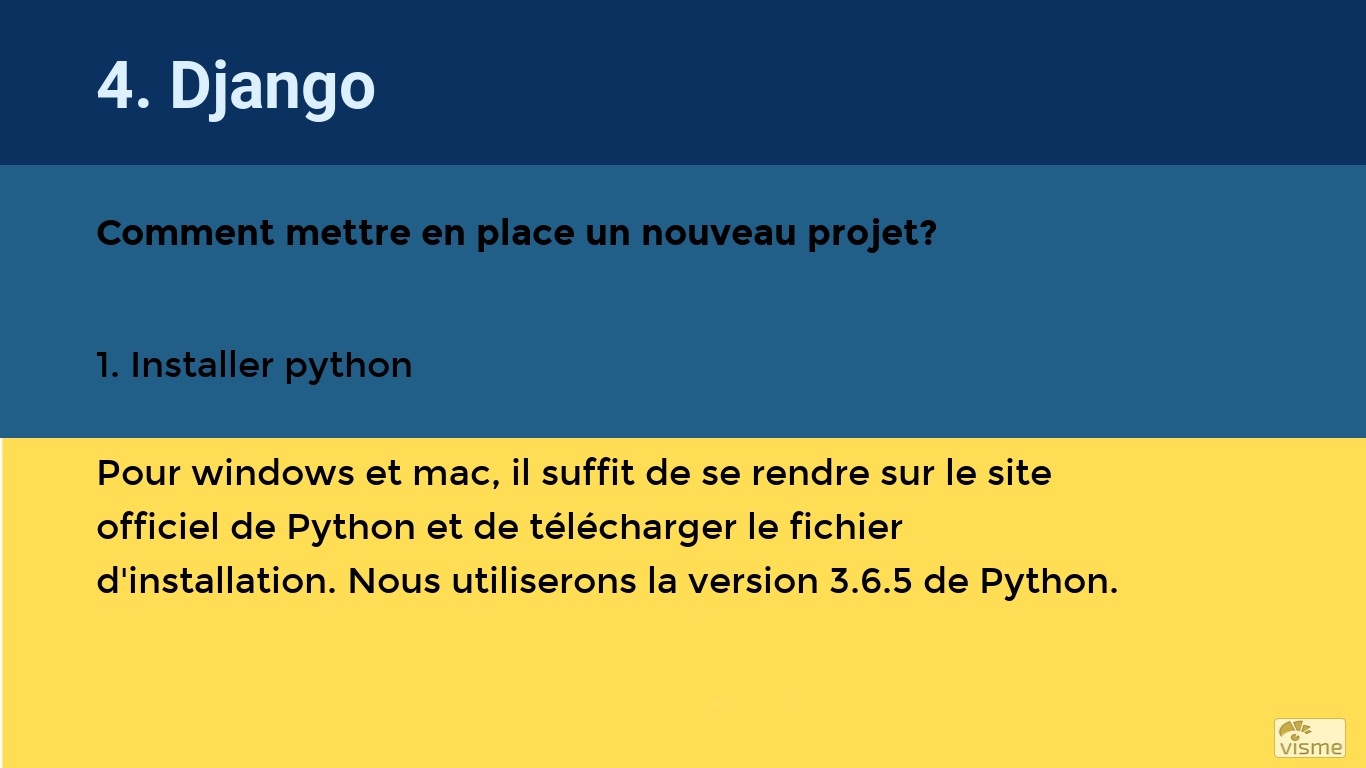 4. Django
Comment mettre en place un nouveau projet?
1. Installer python
Pour windows et mac, il suffit de se rendre sur le site
officiel de Python et de télécharger le fichier
d'installation. Nous utiliserons la version 3.6.5 de Python.
visme